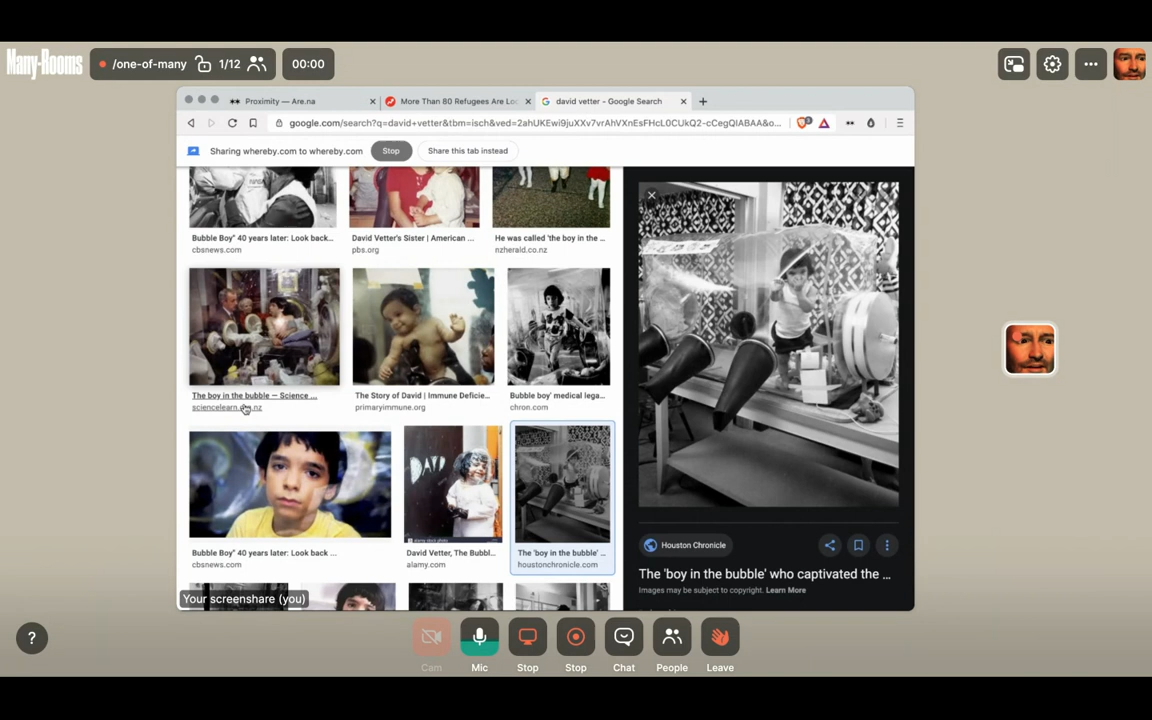 Many-Rooms
/one-of-many
1/12
00:00
Proximity — Are.na
More Than 80 Refugees Are Loc
david vetter - Google Search
google.com/search?q=david+vetter&tbm=isch&ved=2ahUKEwi9juXXv7vrAhVXnEsFHcL0CUkQ2-cCegQIABAA&o...
Sharing whereby.com to whereby.com
Stop
Share this tab instead
Bubble Boy" 40 years later: Look back...
cbsnews.com
David Vetter's Sister | American ...
pbs.org
He was called 'the boy in the ...
nzherald.co.nz
The boy in the bubble — Science ...
Bubble boy' medical lega...
chron.com
The Story of David | Immune Deficie...
primaryimmune.org
DAVID
Bubble Boy" 40 years later: Look back ...
cbsnews.com
David Vetter, The Bubbl...
alamy.com
The 'boy in the bubble' ...
houstonchronicle.com
Houston Chronicle
The 'boy in the bubble' who captivated the ...
Images may be subject to copyright. Learn More
Your screenshare (you)
?
Cam
Mic
Stop
Stop
Chat
People
Leave